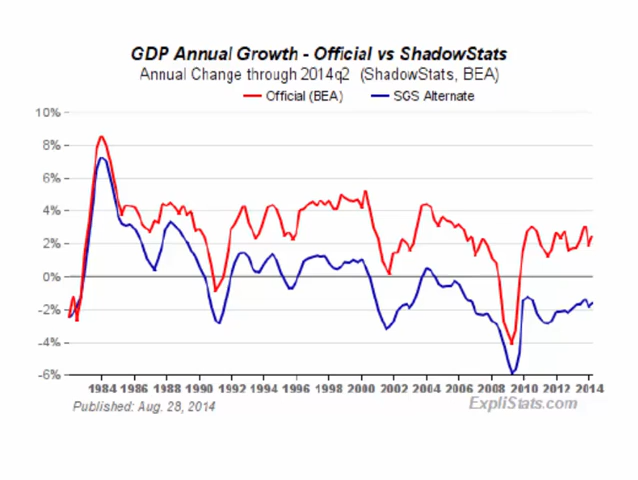 GDP Annual Growth - Official vs ShadowStats
Annual Change through 2014q2 (ShadowStats, BEA)
Official (BEA) SGS Alternate
10%
8%
6%
4%
2%
0%
-2%
-4%
-6%
1984 1986 1988 1990 1992 1994 1996 1998 2000 2002 2004 2006 2008 2010 2012 2014
Published: Aug. 28, 2014 ExpliStats.com